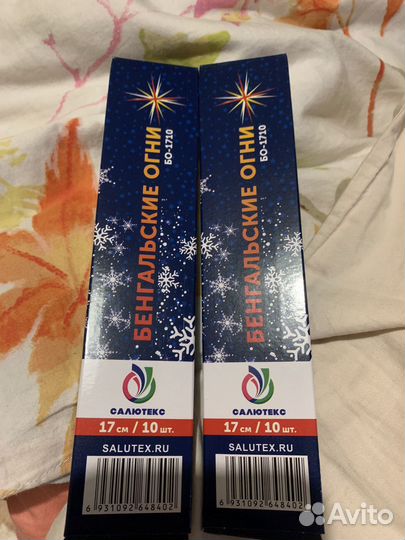 БЕНГАЛЬСКИЕ ОГНИ
БО-1710
САЛЮТЕКС
17 см / 10 шт.
SALUTEX.RU
6 931092 648402
БЕНГАЛЬСКИЕ ОГНИ
БО-1710
САЛЮТЕКС
17 см / 10 шт.
SALUTEX.RU
6 931092 648402
Avito